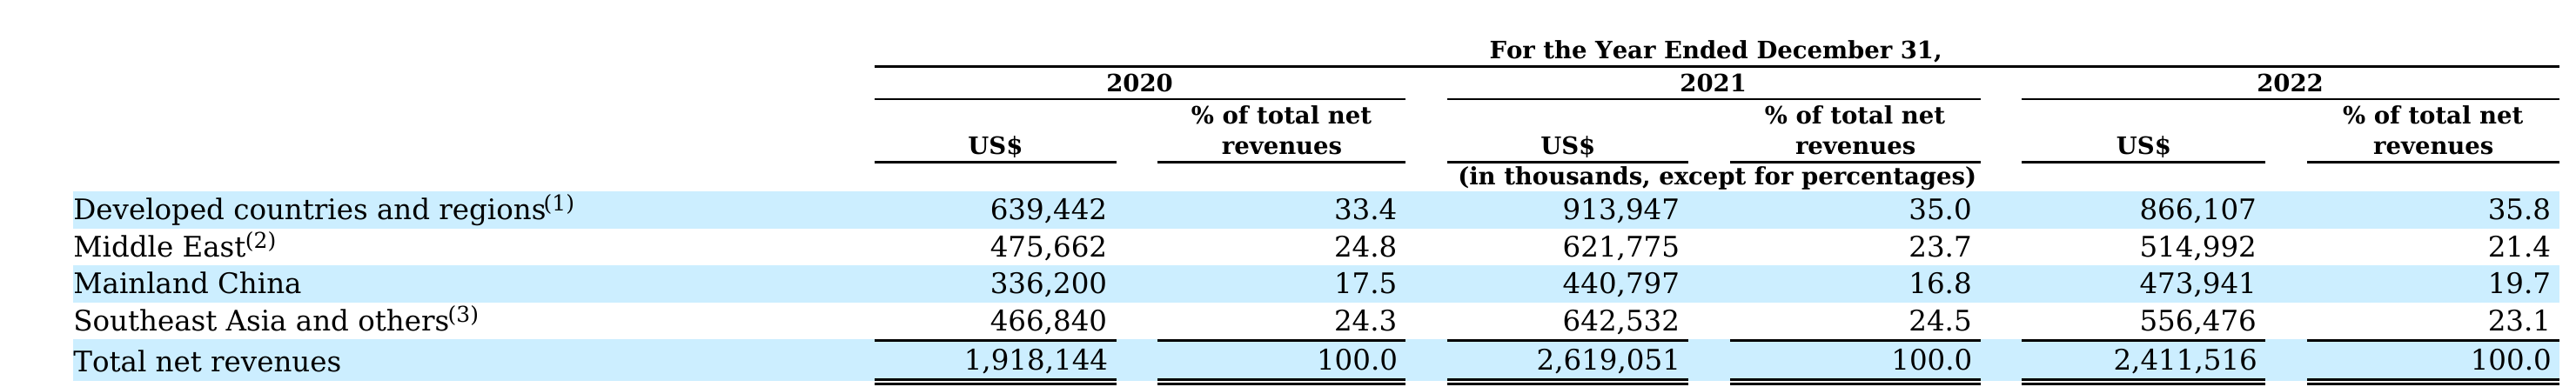 For the Year Ended December 31,
2020 2021 2022
% of total net % of total net % of total net
US$ revenues US$ revenues US$ revenues
(in thousands, except for percentages)
Developed countries and regions(1) 639,442 33.4 913,947 35.0 866,107 35.8
Middle East(2) 475,662 24.8 621,775 23.7 514,992 21.4
Mainland China 336,200 17.5 440,797 16.8 473,941 19.7
Southeast Asia and others(3) 466,840 24.3 642,532 24.5 556,476 23.1
Total net revenues 1,918,144 100.0 2,619,051 100.0 2,411,516 100.0